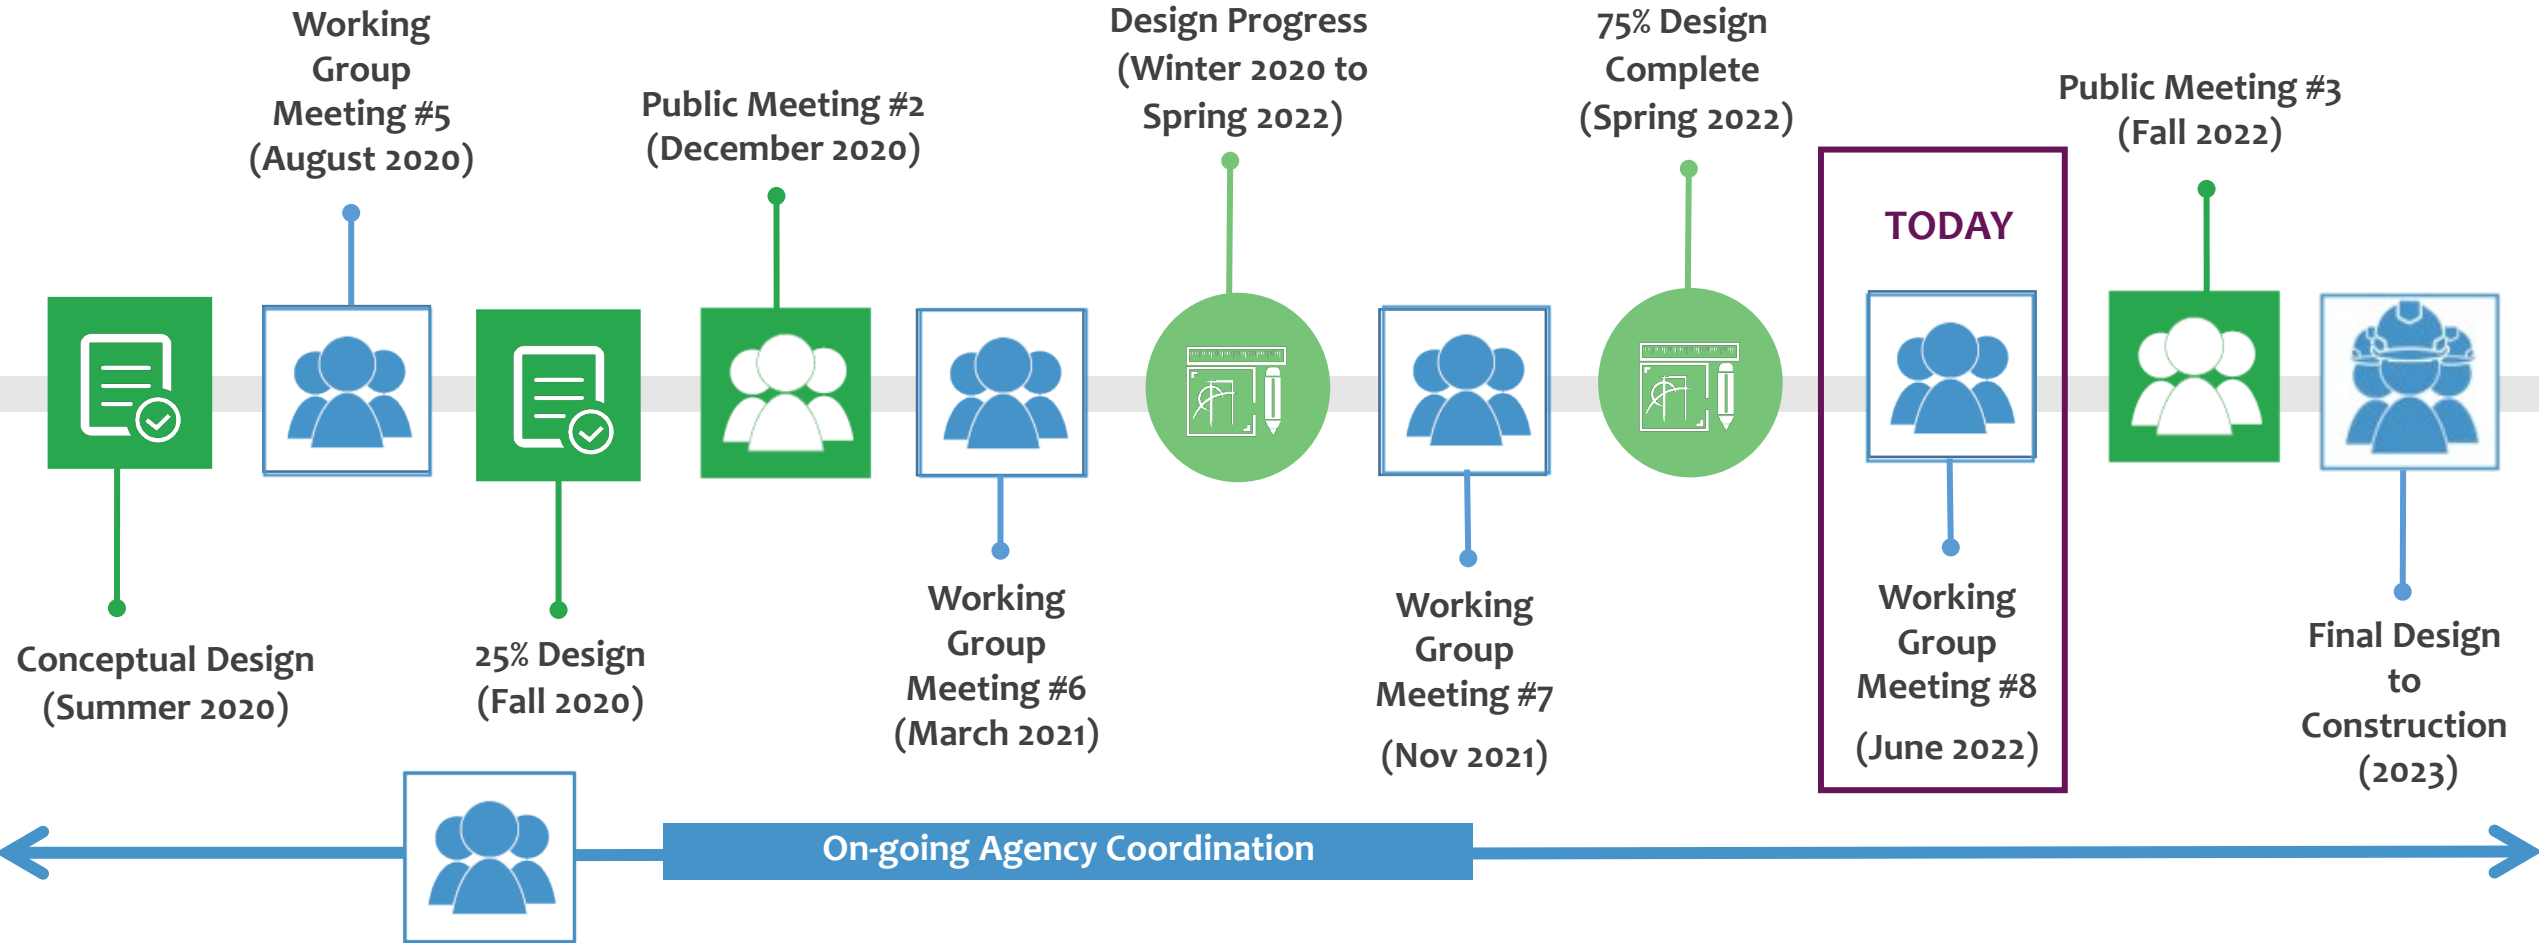 Working
Group
Meeting #5
(August 2020)
Public Meeting #2
(December 2020)
Design Progress
(Winter 2020 to
Spring 2022)
75% Design
Complete
(Spring 2022)
Public Meeting #3
(Fall 2022)
TODAY
Conceptual Design
(Summer 2020)
25% Design
(Fall 2020)
Working
Group
Meeting #6
(March 2021)
Working
Group
Meeting #7
(Nov 2021)
Working
Group
Meeting #8
(June 2022)
Final Design
to
Construction
(2023)
On-going Agency Coordination